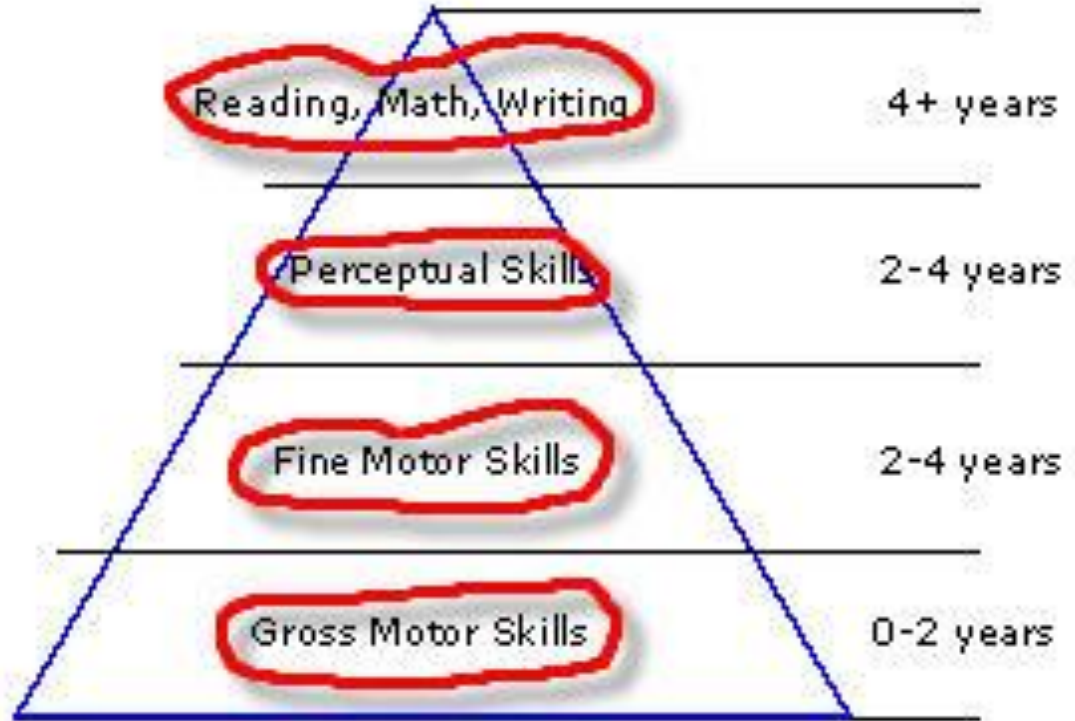 Reading, Math, Writing 4+ years
Perceptual Skills 2-4 years
Fine Motor Skills 2-4 years
Gross Motor Skills 0-2 years